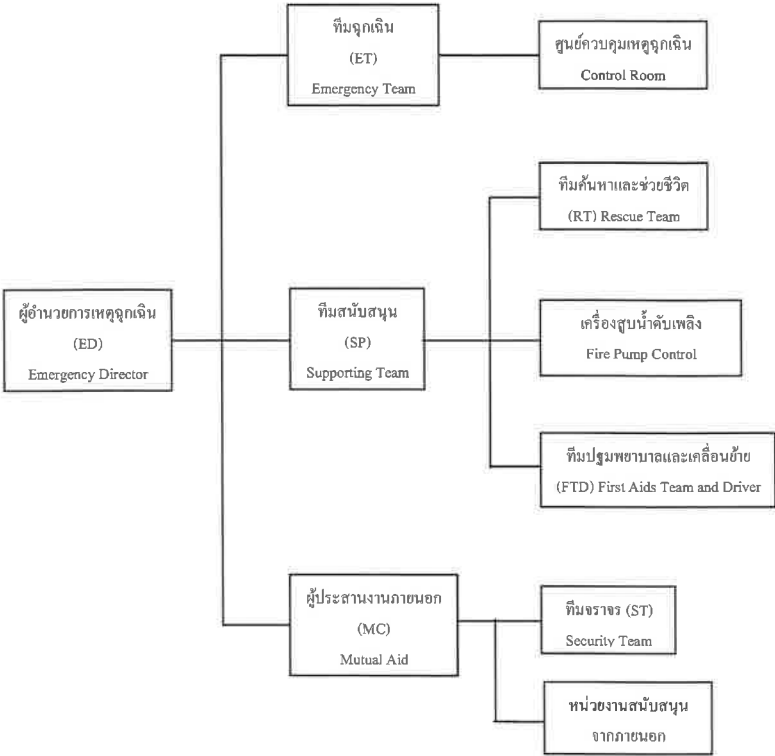 ทีมฉุกเฉิน
(ET)
Emergency Team
ศูนย์ควบคุมเหตุฉุกเฉิน
Control Room
ทีมค้นหาและช่วยชีวิต
(RT) Rescue Team
ผู้อำนวยการเหตุฉุกเฉิน
(ED)
Emergency Director
ทีมสนับสนุน
(SP)
Supporting Team
เครื่องสูบน้ำดับเพลิง
Fire Pump Control
ทีมปฐมพยาบาลและเคลื่อนย้าย
(FTD) First Aids Team and Driver
ผู้ประสานงานภายนอก
(MC)
Mutual Aid
ทีมจราจร (ST)
Security Team
หน่วยงานสนับสนุน
จากภายนอก